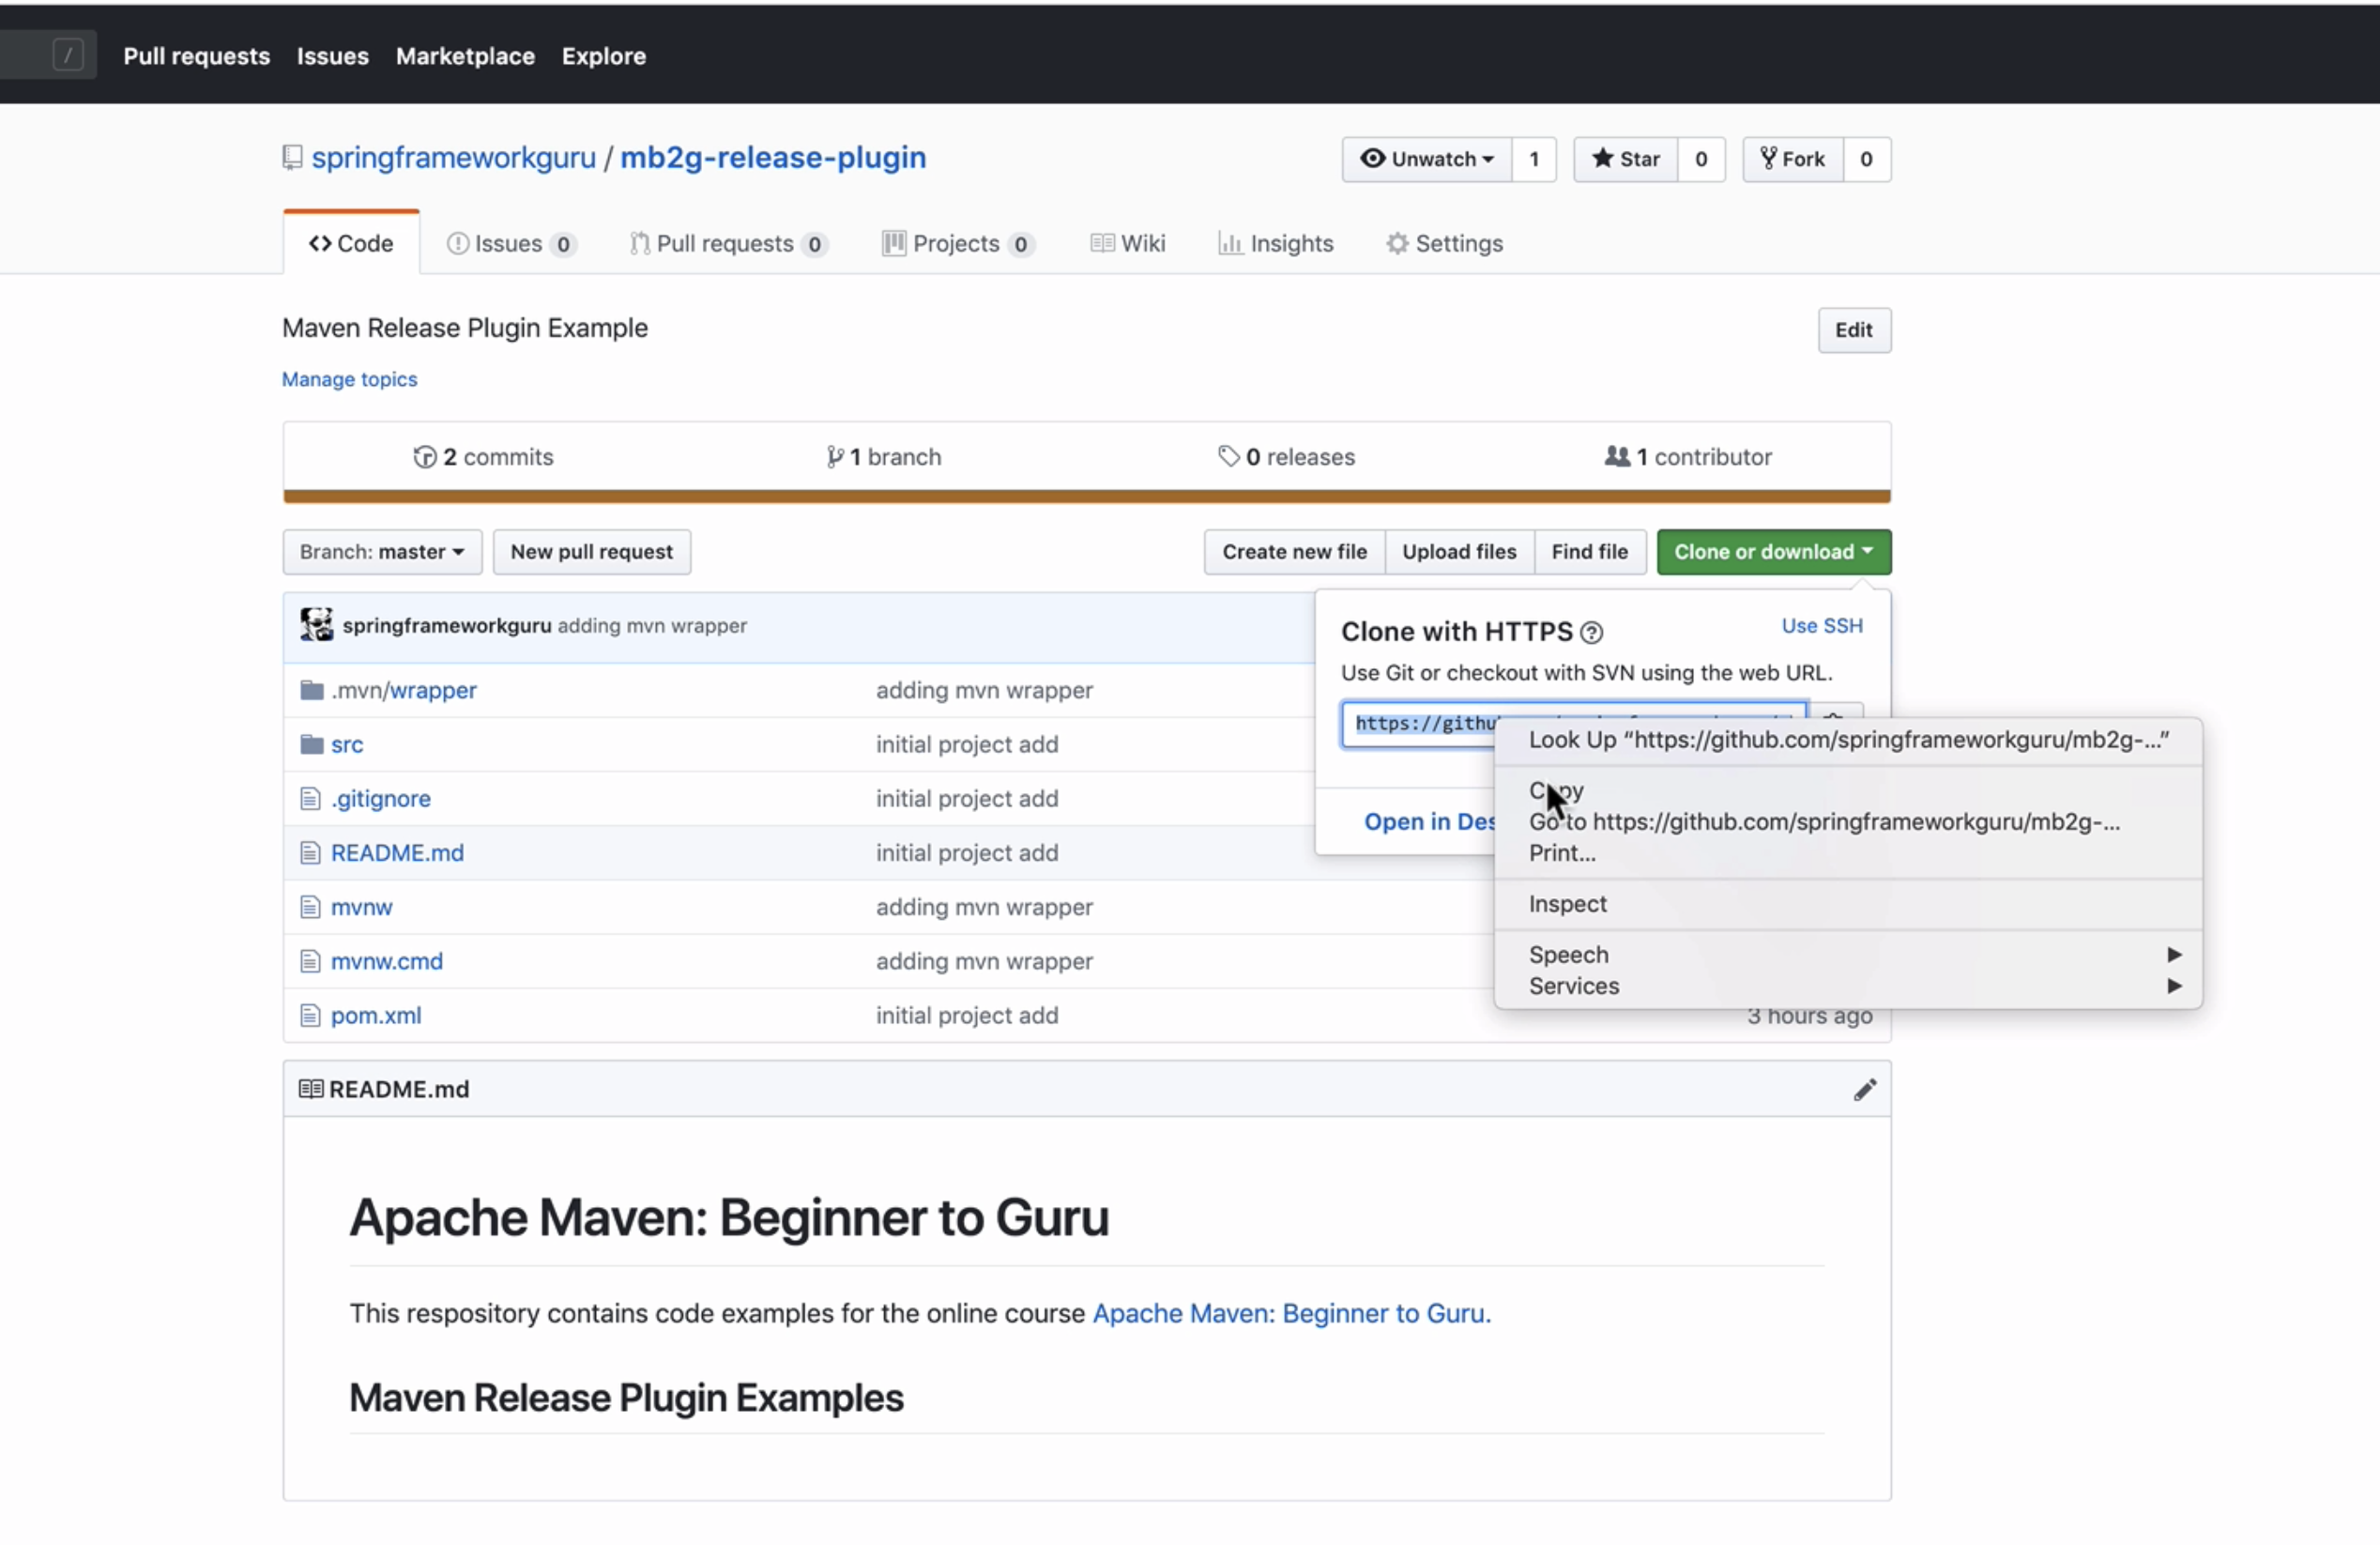 / Pull requests Issues Marketplace Explore
springframeworkguru / mb2g-release-plugin Unwatch 1 Star 0 Fork 0
Code Issues 0 Pull requests 0 Projects 0 Wiki Insights Settings
Maven Release Plugin Example Edit
Manage topics
2 commits 1 branch 0 releases 1 contributor
Branch: master New pull request Create new file Upload files Find file Clone or download
springframeworkguru adding mvn wrapper
Clone with HTTPS ? Use SSH
Use Git or checkout with SVN using the web URL.
https://githu
Open in Des
Look Up “https://github.com/springframeworkguru/mb2g-...”
Copy
Go to https://github.com/springframeworkguru/mb2g-...
Print...
Inspect
Speech
Services
.mvn/wrapper adding mvn wrapper
src initial project add
.gitignore initial project add
README.md initial project add
mvnw adding mvn wrapper
mvnw.cmd adding mvn wrapper
pom.xml initial project add 3 hours ago
README.md
Apache Maven: Beginner to Guru
This respository contains code examples for the online course Apache Maven: Beginner to Guru.
Maven Release Plugin Examples